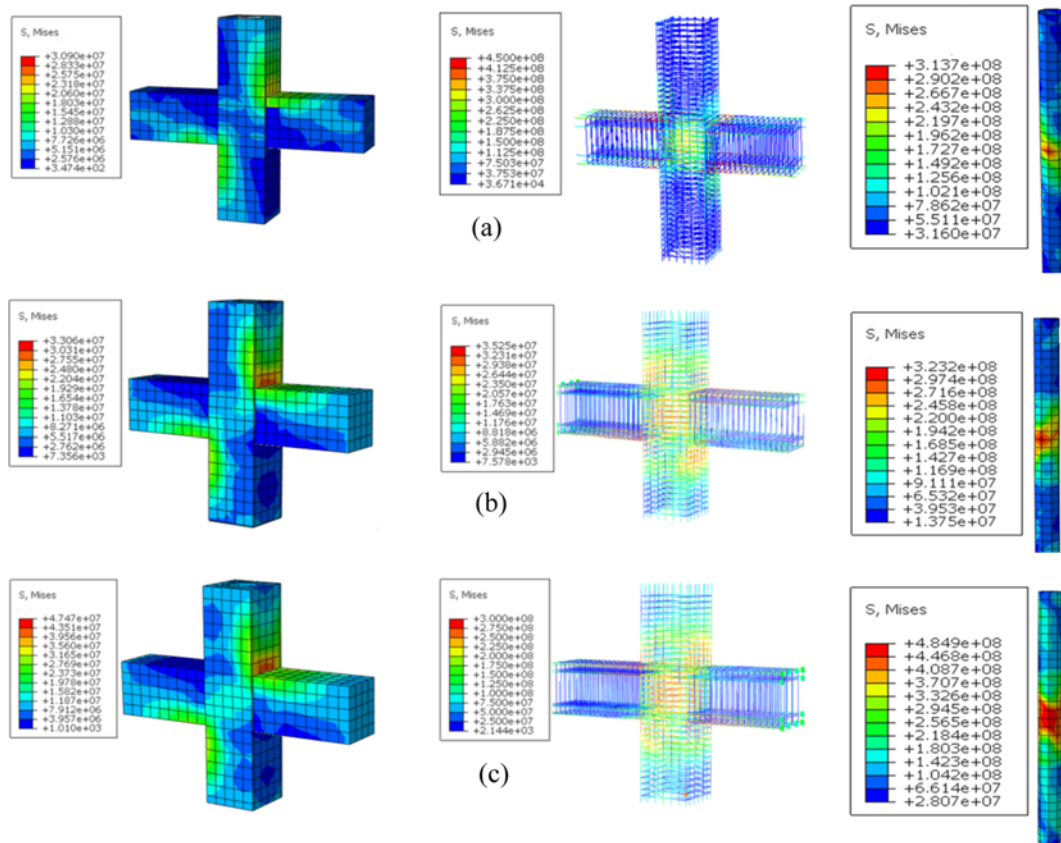 S, Mises
+3.090e+07
+2.833e+07
+2.575e+07
+2.318e+07
+2.060e+07
+1.803e+07
+1.545e+07
+1.288e+07
+1.030e+07
+7.726e+06
+5.151e+06
+2.576e+06
+3.474e+02
S, Mises
+4.500e+08
+4.125e+08
+3.750e+08
+3.375e+08
+3.000e+08
+2.625e+08
+2.250e+08
+1.875e+08
+1.500e+08
+1.125e+08
+7.503e+07
+3.753e+07
+3.671e+04
S, Mises
+3.137e+08
+2.902e+08
+2.667e+08
+2.432e+08
+2.197e+08
+1.962e+08
+1.727e+08
+1.492e+08
+1.256e+08
+1.021e+08
+7.862e+07
+5.511e+07
+3.160e+07
(a)
S, Mises
+3.306e+07
+3.031e+07
+2.755e+07
+2.480e+07
+2.204e+07
+1.929e+07
+1.654e+07
+1.378e+07
+1.103e+07
+8.271e+06
+5.517e+06
+2.762e+06
+7.356e+03
S, Mises
+3.525e+07
+3.231e+07
+2.938e+07
+2.644e+07
+2.350e+07
+2.057e+07
+1.763e+07
+1.469e+07
+1.176e+07
+8.818e+06
+5.882e+06
+2.945e+06
+7.578e+03
S, Mises
+3.232e+08
+2.974e+08
+2.716e+08
+2.458e+08
+2.200e+08
+1.942e+08
+1.685e+08
+1.427e+08
+1.169e+08
+9.111e+07
+6.532e+07
+3.953e+07
+1.375e+07
(b)
S, Mises
+4.747e+07
+4.351e+07
+3.956e+07
+3.560e+07
+3.165e+07
+2.769e+07
+2.373e+07
+1.978e+07
+1.582e+07
+1.187e+07
+7.912e+06
+3.957e+06
+1.010e+03
S, Mises
+3.000e+08
+2.750e+08
+2.500e+08
+2.250e+08
+2.000e+08
+1.750e+08
+1.500e+08
+1.250e+08
+1.000e+08
+7.500e+07
+5.000e+07
+2.500e+07
+2.144e+03
S, Mises
+4.849e+08
+4.468e+08
+4.087e+08
+3.707e+08
+3.326e+08
+2.945e+08
+2.565e+08
+2.184e+08
+1.803e+08
+1.423e+08
+1.042e+08
+6.614e+07
+2.807e+07
(c)